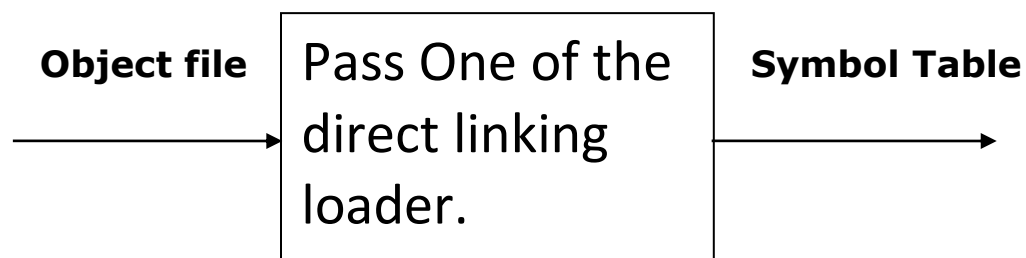 Object file
Pass One of the
direct linking
loader.
Symbol Table